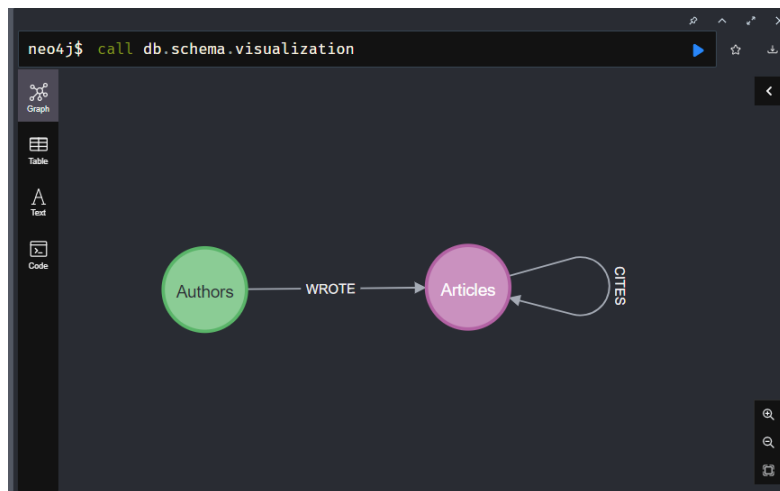 neo4j$ call db.schema.visualization
Graph
Table
A
Text
Code
Authors
WROTE
Articles
CITES